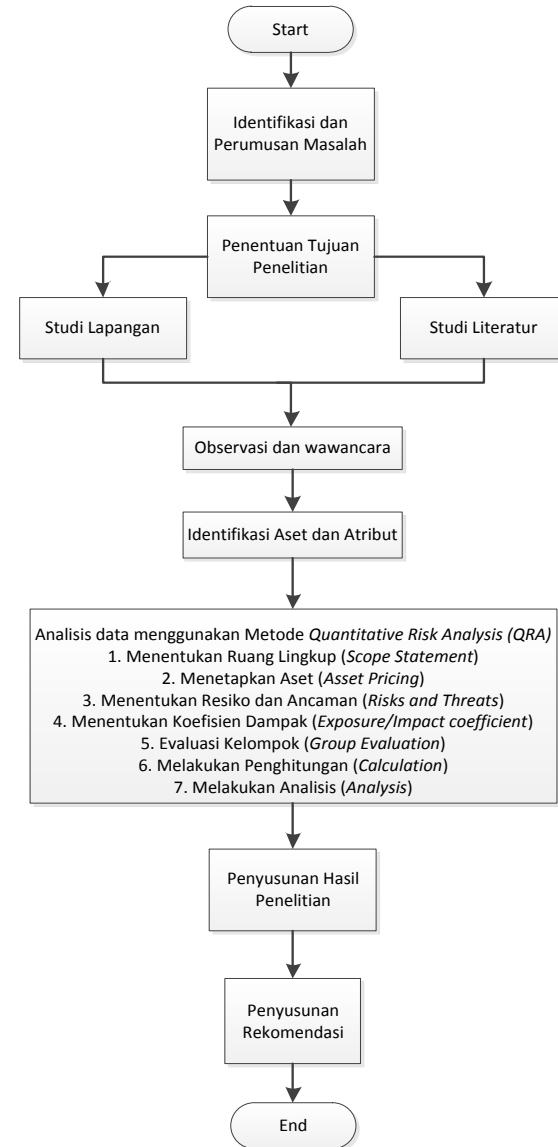 Start
Identifikasi dan
Perumusan Masalah
Penentuan Tujuan
Penelitian
Studi Lapangan
Studi Literatur
Observasi dan wawancara
Identifikasi Aset dan Atribut
Analisis data menggunakan Metode Quantitative Risk Analysis (QRA)
1. Menentukan Ruang Lingkup (Scope Statement)
2. Menetapkan Aset (Asset Pricing)
3. Menentukan Resiko dan Ancaman (Risks and Threats)
4. Menentukan Koefisien Dampak (Exposure/Impact coefficient)
5. Evaluasi Kelompok (Group Evaluation)
6. Melakukan Penghitungan (Calculation)
7. Melakukan Analisis (Analysis)
Penyusunan Hasil
Penelitian
Penyusunan
Rekomendasi
End